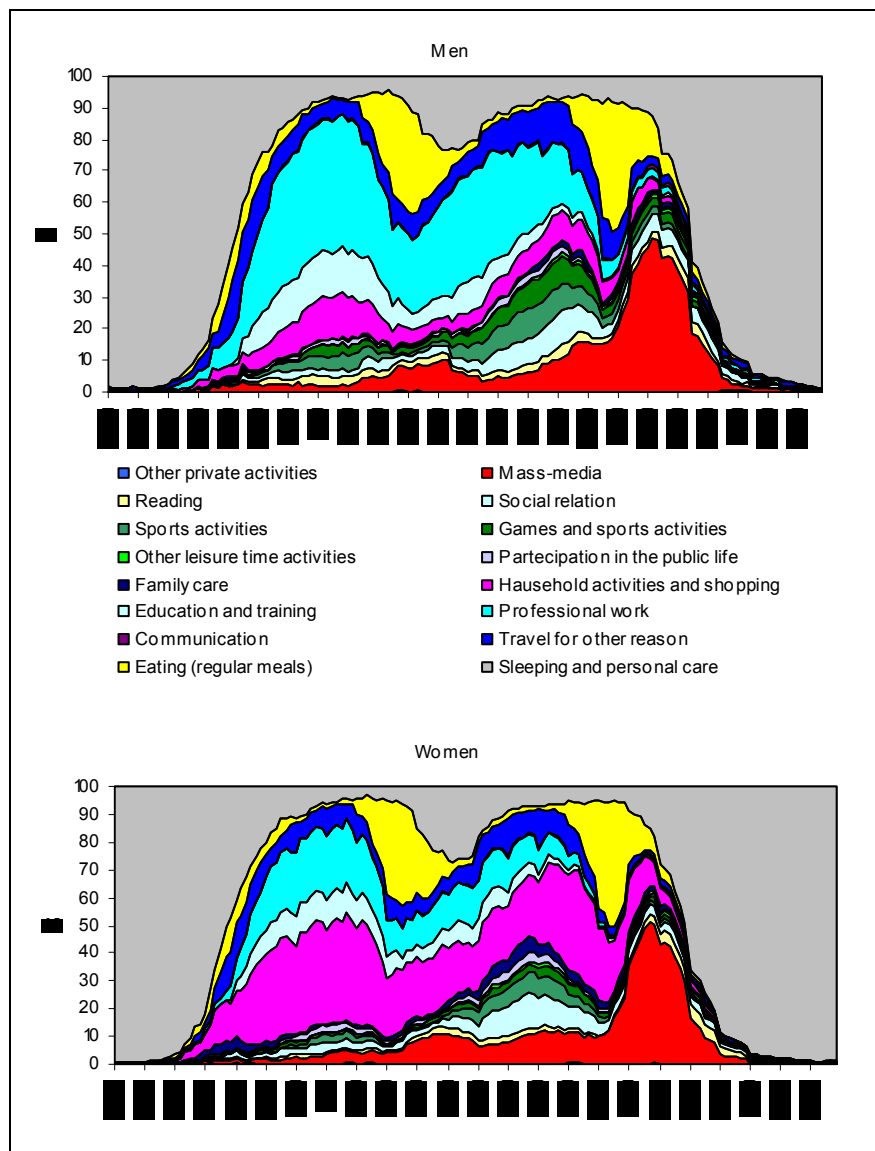 Men
100
90
80
70
60
50
40
30
20
10
0
Other private activities
Mass-media
Reading
Social relation
Sports activities
Games and sports activities
Other leisure time activities
Partecipation in the public life
Family care
Hausehold activities and shopping
Education and training
Professional work
Communication
Travel for other reason
Eating (regular meals)
Sleeping and personal care
Women
100
90
80
70
60
50
40
30
20
10
0